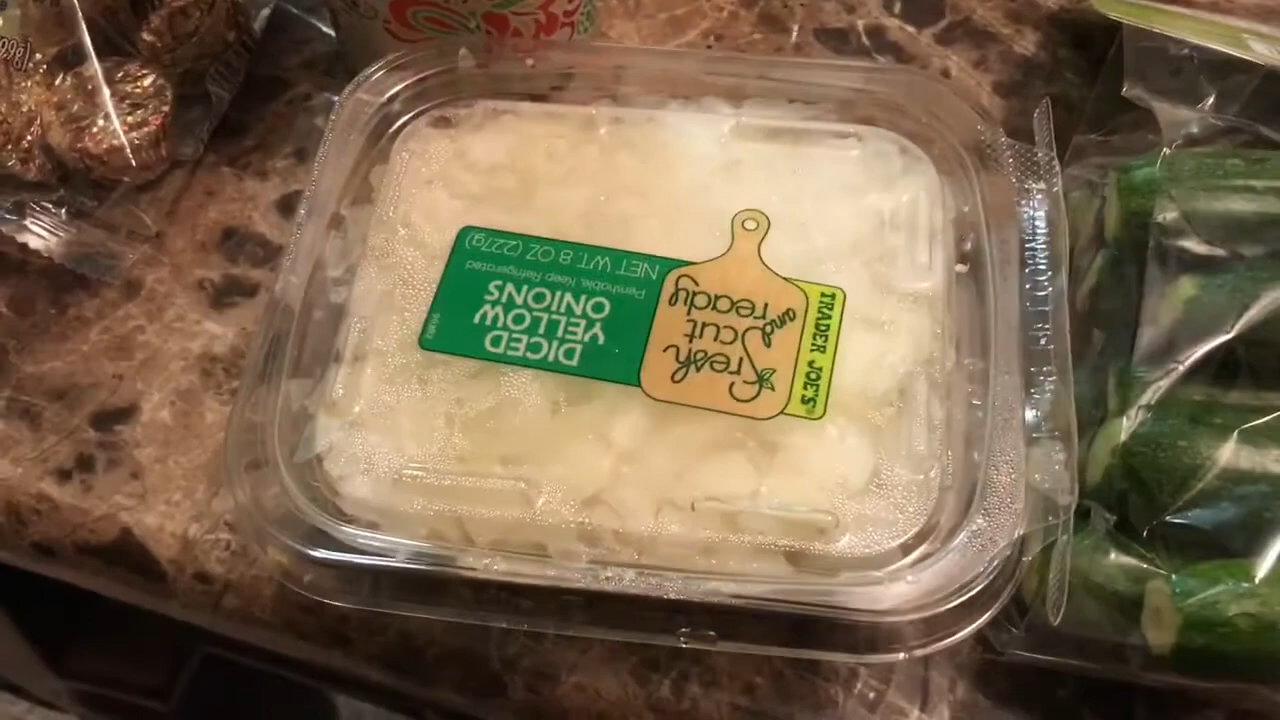 TRADER JOE'S
Fresh
cut
and
ready
DICED
YELLOW
ONIONS
Perishable. Keep Refrigerated
NET WT. 8 OZ (227g)